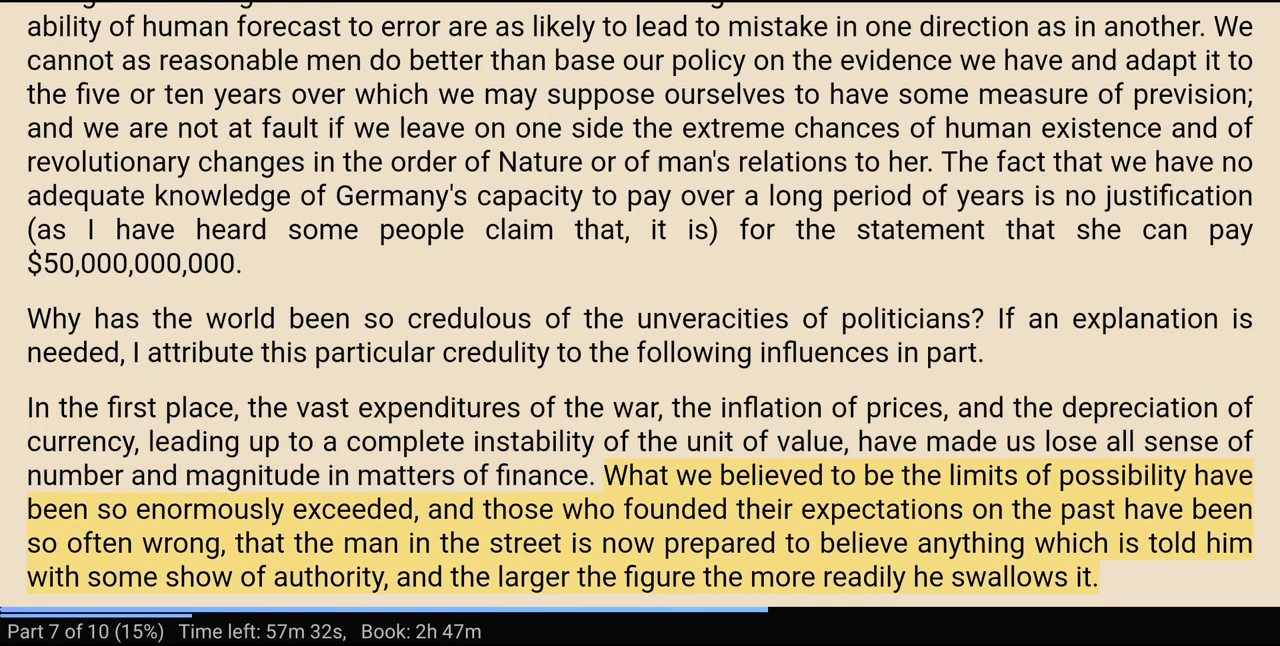 ability of human forecast to error are as likely to lead to mistake in one direction as in another. We
cannot as reasonable men do better than base our policy on the evidence we have and adapt it to
the five or ten years over which we may suppose ourselves to have some measure of prevision;
and we are not at fault if we leave on one side the extreme chances of human existence and of
revolutionary changes in the order of Nature or of man's relations to her. The fact that we have no
adequate knowledge of Germany's capacity to pay over a long period of years is no justification
(as I have heard some people claim that, it is) for the statement that she can pay
$50,000,000,000.
Why has the world been so credulous of the unveracities of politicians? If an explanation is
needed, I attribute this particular credulity to the following influences in part.
In the first place, the vast expenditures of the war, the inflation of prices, and the depreciation of
currency, leading up to a complete instability of the unit of value, have made us lose all sense of
number and magnitude in matters of finance. What we believed to be the limits of possibility have
been so enormously exceeded, and those who founded their expectations on the past have been
so often wrong, that the man in the street is now prepared to believe anything which is told him
with some show of authority, and the larger the figure the more readily he swallows it.
Part 7 of 10 (15%) Time left: 57m 32s, Book: 2h 47m